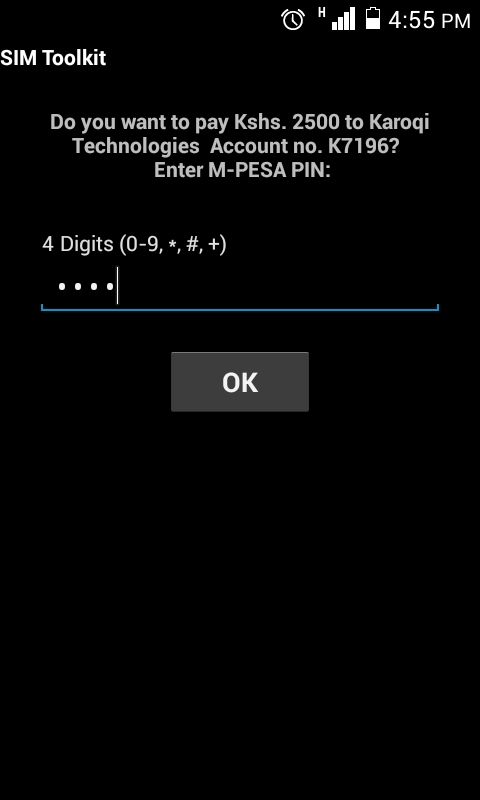 H 4:55 PM
SIM Toolkit
Do you want to pay Kshs. 2500 to Karoqi
Technologies  Account no. K7196?
Enter M-PESA PIN:
4 Digits (0-9, *, #, +)
••••
OK